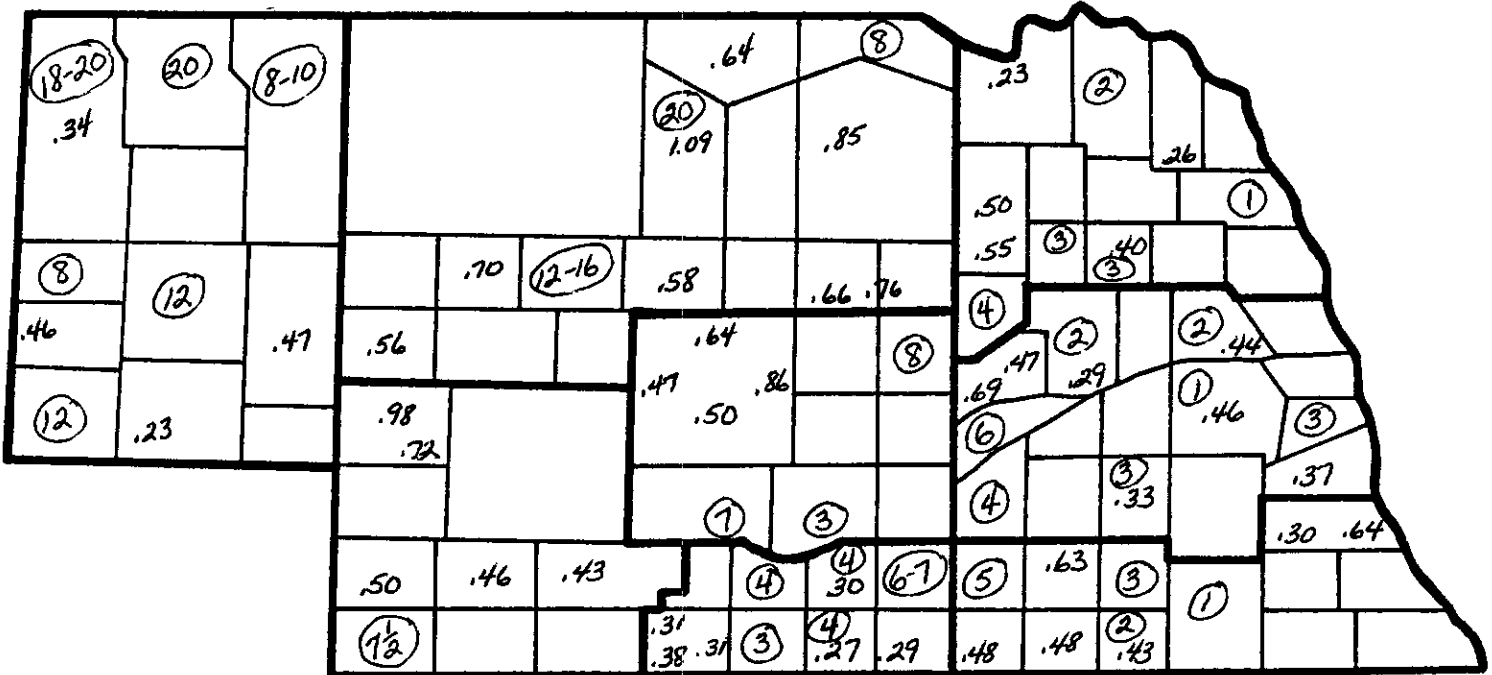 18-20 20 8-10 .64 8
.34 20 1.09 .85 .23 2 .26
.50 1
8 12 .70 12-16 .58 .66 .76 .55 3 .40 3
.46 .47 .56 .64 8 4 2 2 .44
.47 .86 .50 .47 .69 .29 1 .46
12 .23 .98 .72 6 3
7 3 4 3 .33 .37
.30 .64
.50 .46 .43 4 4 .30 6-7 5 .63 3 1
7 1/2 .31 .38 .31 3 4 .27 .29 .48 .48 2 .43